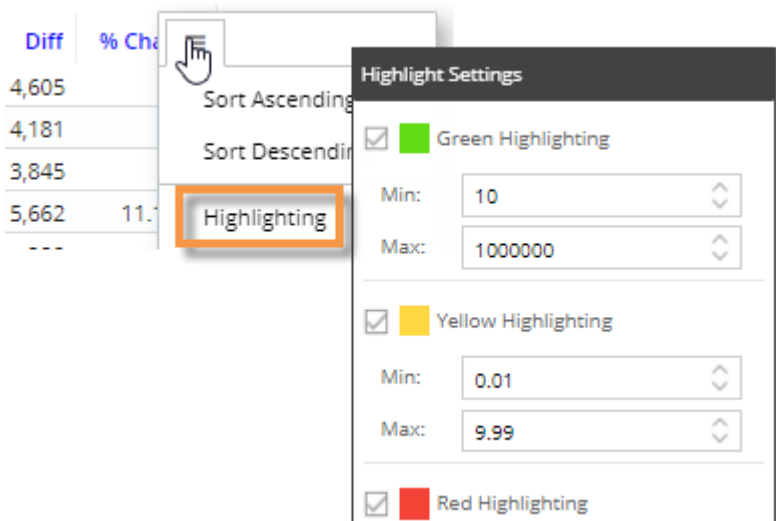 Diff % Cha
4,605
4,181
3,845
5,662 11.
Sort Ascending
Sort Descendin
Highlighting
Highlight Settings
Green Highlighting
Min: 10
Max: 1000000
Yellow Highlighting
Min: 0.01
Max: 9.99
Red Highlighting